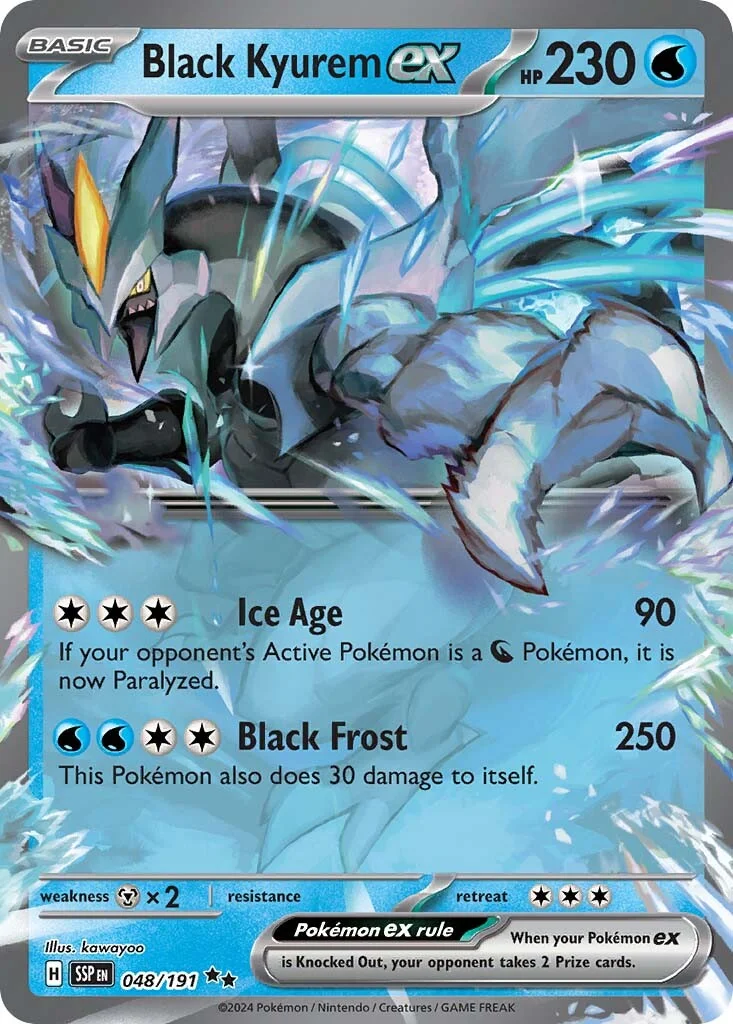 BASIC
Black Kyurem ex
HP 230
Ice Age 90
If your opponent's Active Pokémon is a Pokémon, it is
now Paralyzed.
Black Frost 250
This Pokémon also does 30 damage to itself.
weakness ×2 resistance retreat
Pokémon ex rule
When your Pokémon ex
is Knocked Out, your opponent takes 2 Prize cards.
Illus. kawayoo
H SSP EN 048/191
©2024 Pokémon / Nintendo / Creatures / GAME FREAK